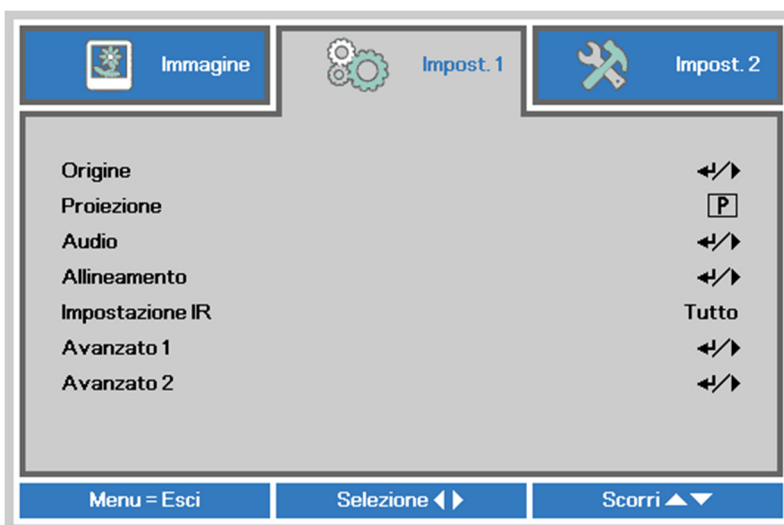 Immagine
Impost. 1
Impost. 2
Origine
Proiezione P
Audio
Allineamento
Impostazione IR Tutto
Avanzato 1
Avanzato 2
Menu = Esci
Selezione
Scorri